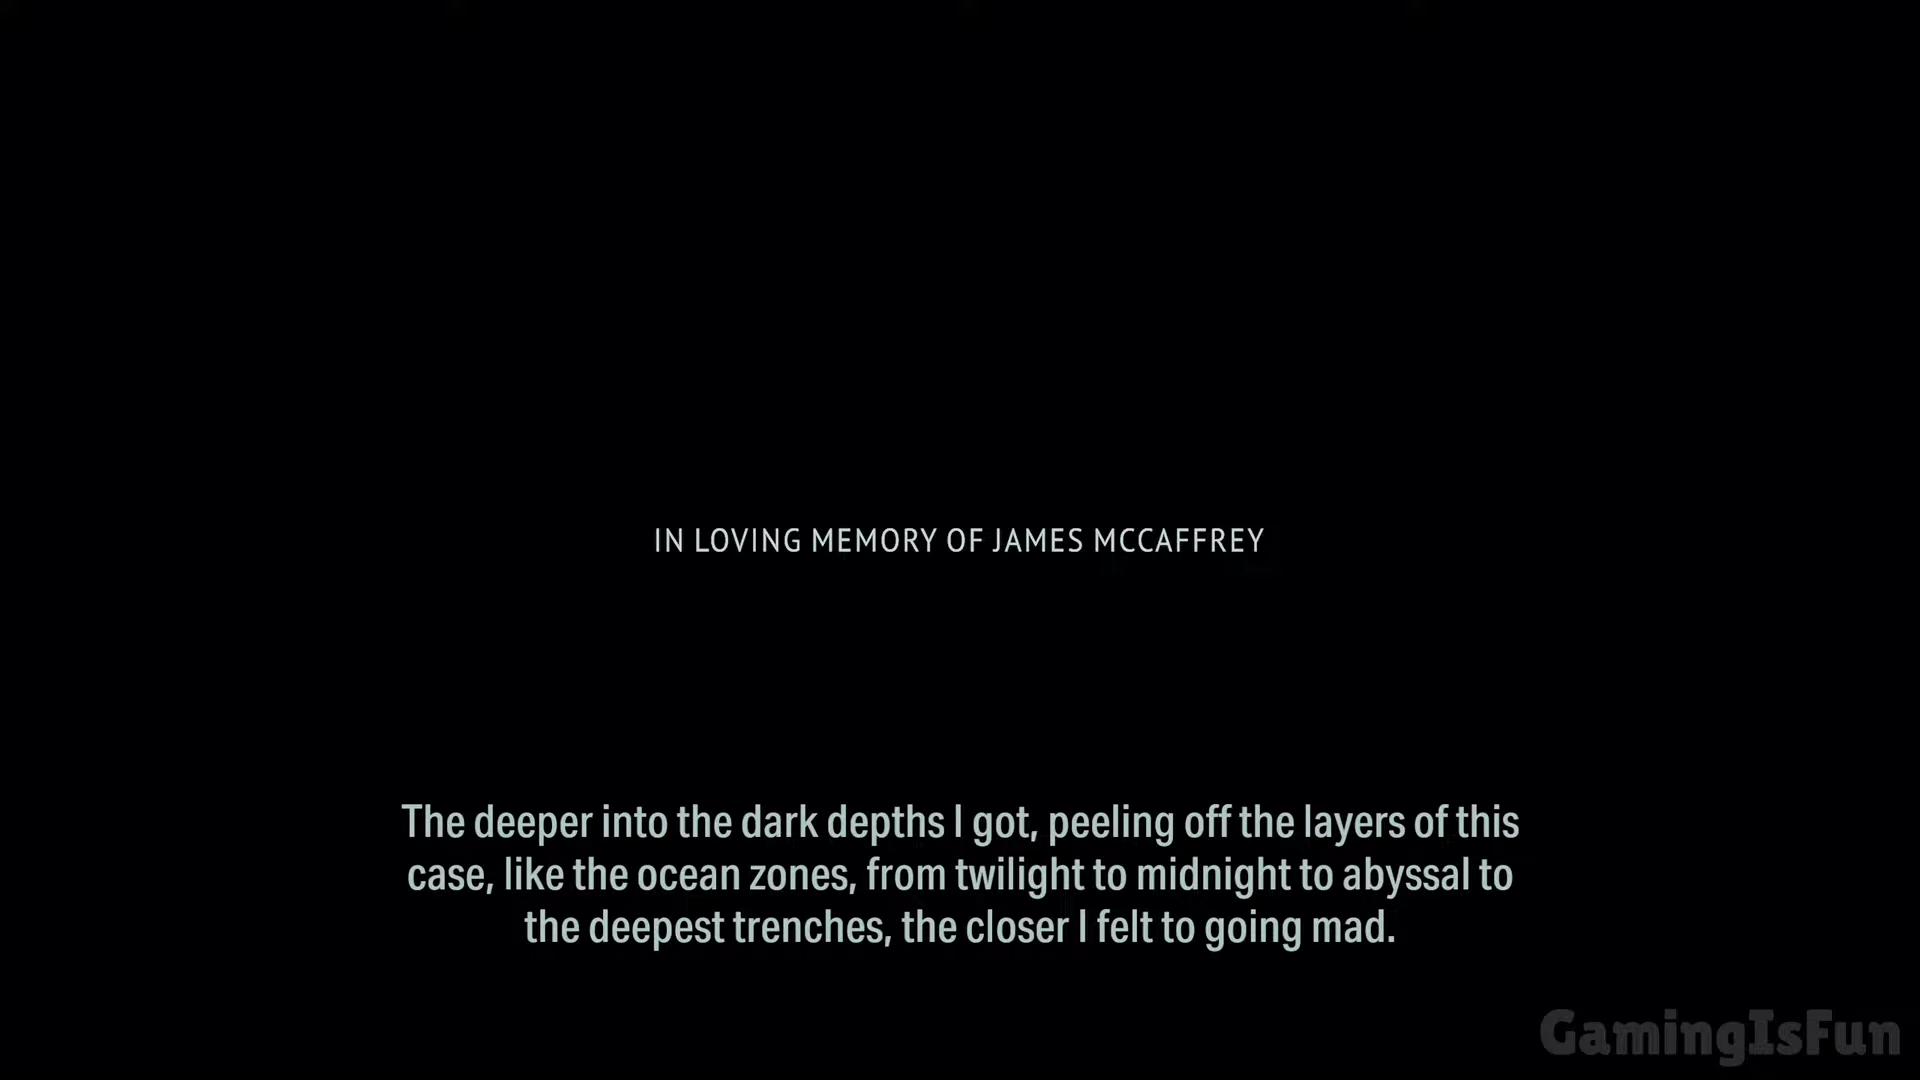 IN LOVING MEMORY OF JAMES MCCAFFREY
The deeper into the dark depths I got, peeling off the layers of this
case, like the ocean zones, from twilight to midnight to abyssal to
the deepest trenches, the closer I felt to going mad.
GamingIsFun